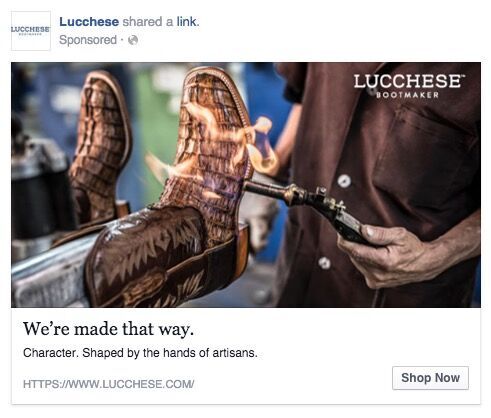 LUCCHESE
BOOTMAKER
Lucchese shared a link.
Sponsored ·
LUCCHESE™
BOOTMAKER
We're made that way.
Character. Shaped by the hands of artisans.
HTTPS://WWW.LUCCHESE.COM/
Shop Now